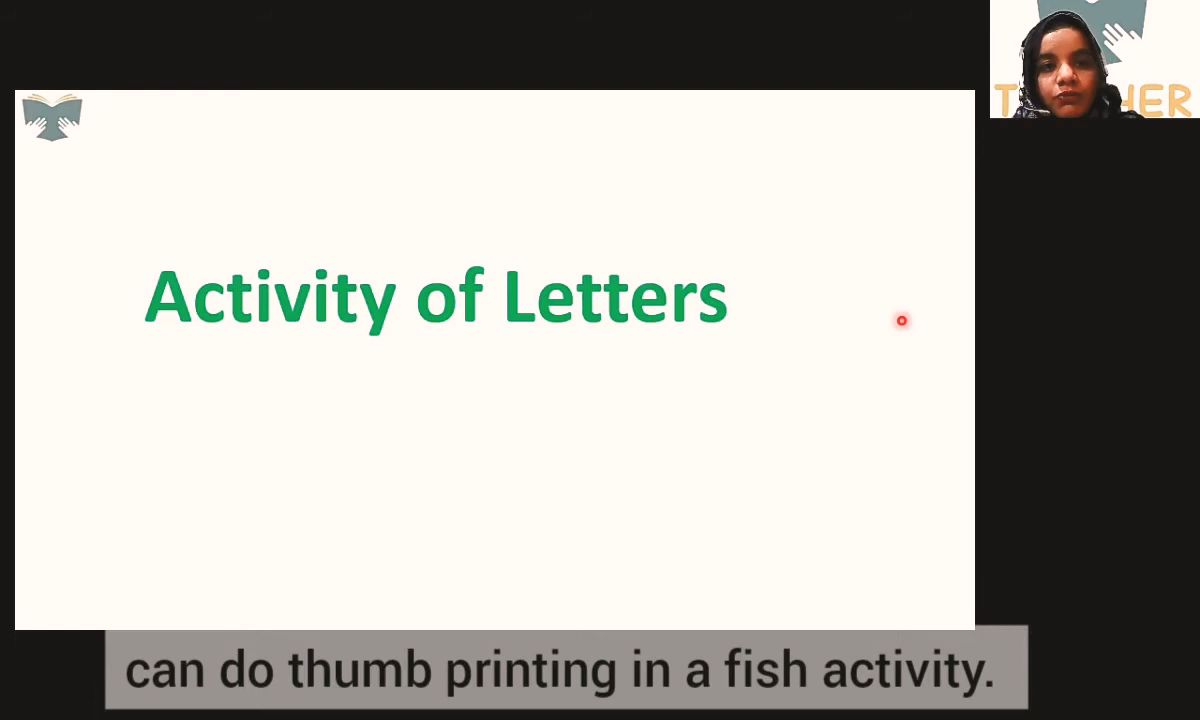 Activity of Letters
can do thumb printing in a fish activity.